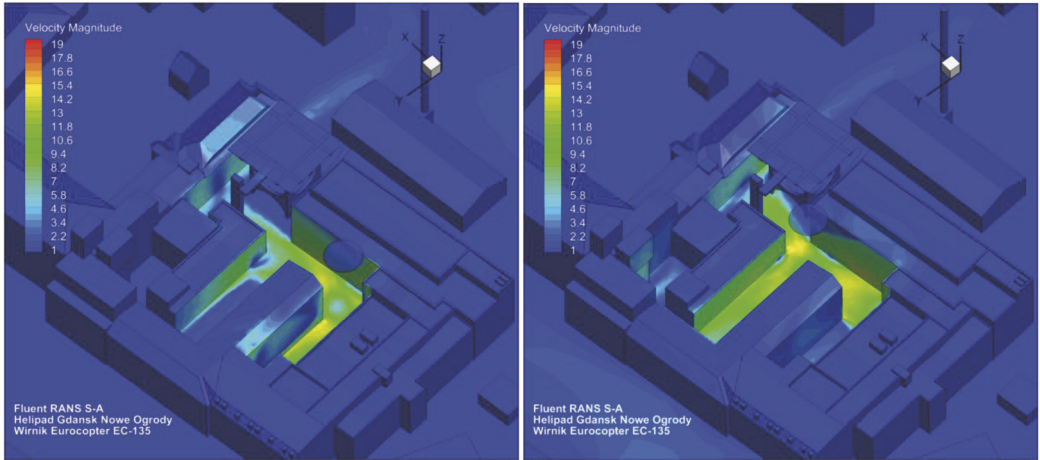 Velocity Magnitude
19
17.8
16.6
15.4
14.2
13
11.8
10.6
9.4
8.2
7
5.8
4.6
3.4
2.2
1
X
Z
Y
Fluent RANS S-A
Helipad Gdansk Nowe Ogrody
Wirnik Eurocopter EC-135
Velocity Magnitude
19
17.8
16.6
15.4
14.2
13
11.8
10.6
9.4
8.2
7
5.8
4.6
3.4
2.2
1
X
Z
Y
Fluent RANS S-A
Helipad Gdansk Nowe Ogrody
Wirnik Eurocopter EC-135